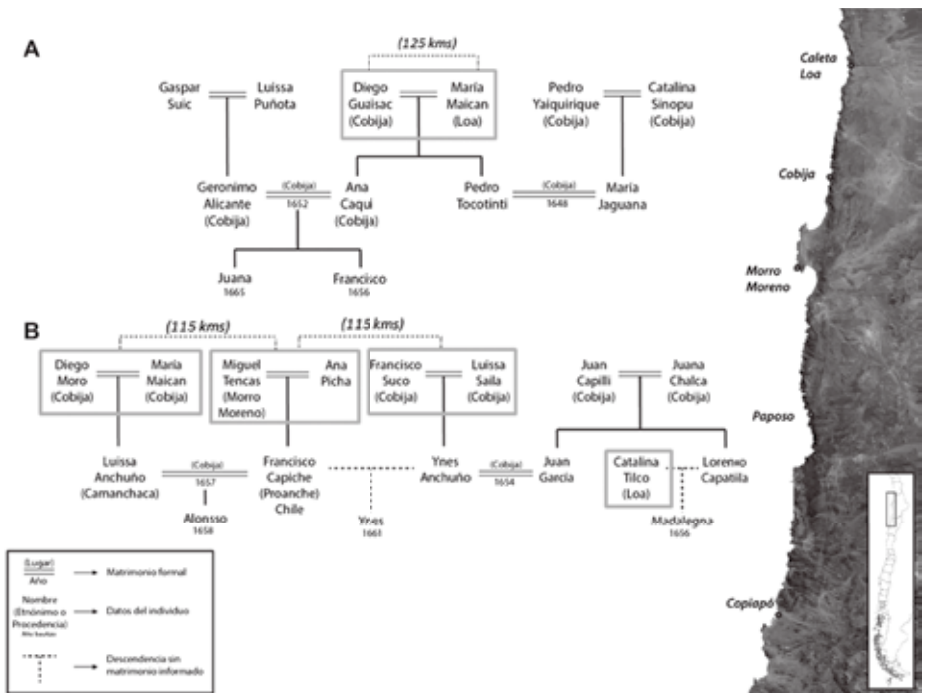 A
(125 kms)
Gaspar
Suic
Luissa
Puñota
Diego
Guaisac
(Cobija)
María
Maican
(Loa)
Pedro
Yaiquirique
(Cobija)
Catalina
Sinopu
(Cobija)
Geronimo
Alicante
(Cobija)
(Cobija)
1652
Ana
Caqui
(Cobija)
Pedro
Tocotinti
(Cobija)
1648
María
Jaguana
Juana
1665
Francisco
1656
B
(115 kms)
(115 kms)
Diego
Moro
(Cobija)
María
Maican
(Cobija)
Miguel
Tencas
(Morro
Moreno)
Ana
Picha
Francisco
Suco
(Cobija)
Luissa
Saila
(Cobija)
Juan
Capilli
(Cobija)
Juana
Chalca
(Cobija)
Luissa
Anchuño
(Camanchaca)
(Cobija)
1657
Francisco
Capiche
(Proanche)
Chile
Ynes
Anchuño
(Cobija)
1654
Juan
García
Catalina
Tilco
(Loa)
Lorenso
Capatiila
Alonsso
1658
Ynes
1661
Madalegna
1656
(Lugar)
Año
Matrimonio formal
Nombre
(Etnónimo o
Procedencia)
Datos del individuo
Descendencia sin
matrimonio informado
Caleta
Loa
Cobija
Morro
Moreno
Paposo
Copiapó